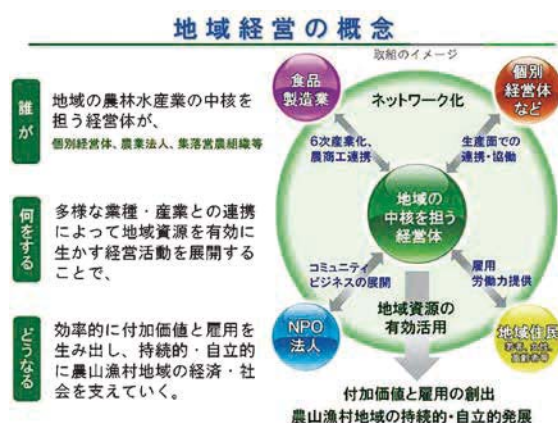 地域経営の概念
取組のイメージ
誰が
地域の農林水産業の中核を
担う経営体が、
個別経営体、農業法人、集落営農組織等
何をする
多様な業種・産業との連携
によって地域資源を有効に
生かす経営活動を展開する
ことで、
どうなる
効率的に付加価値と雇用を
生み出し、持続的・自立的
に農山漁村地域の経済・社
会を支えていく。
食品
製造業
ネットワーク化
個別
経営体
など
6次産業化、
農商工連携
生産面での
連携・協働
地域の
中核を担う
経営体
コミュニティ
ビジネスの展開
雇用
労働力提供
NPO
法人
地域資源の
有効活用
地域住民
若者、女性、
高齢者等
付加価値と雇用の創出
農山漁村地域の持続的・自立的発展